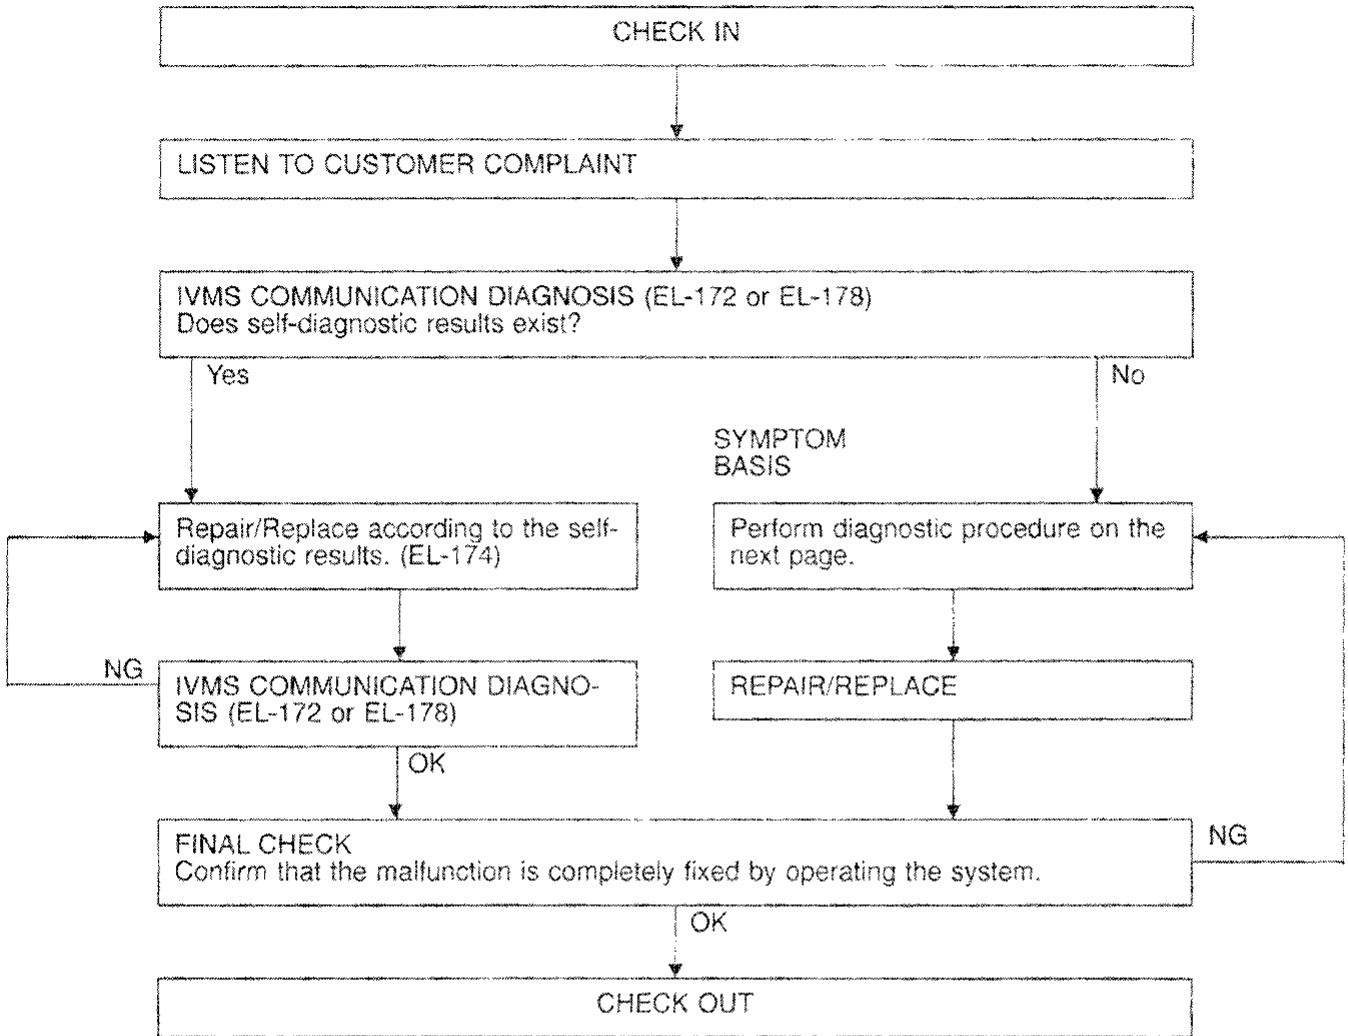 CHECK IN
LISTEN TO CUSTOMER COMPLAINT
IVMS COMMUNICATION DIAGNOSIS (EL-172 or EL-178)
Does self-diagnostic results exist?
Yes
No
SYMPTOM
BASIS
Repair/Replace according to the self-
diagnostic results. (EL-174)
Perform diagnostic procedure on the
next page.
NG
IVMS COMMUNICATION DIAGNO-
SIS (EL-172 or EL-178)
REPAIR/REPLACE
OK
FINAL CHECK
Confirm that the malfunction is completely fixed by operating the system.
NG
OK
CHECK OUT